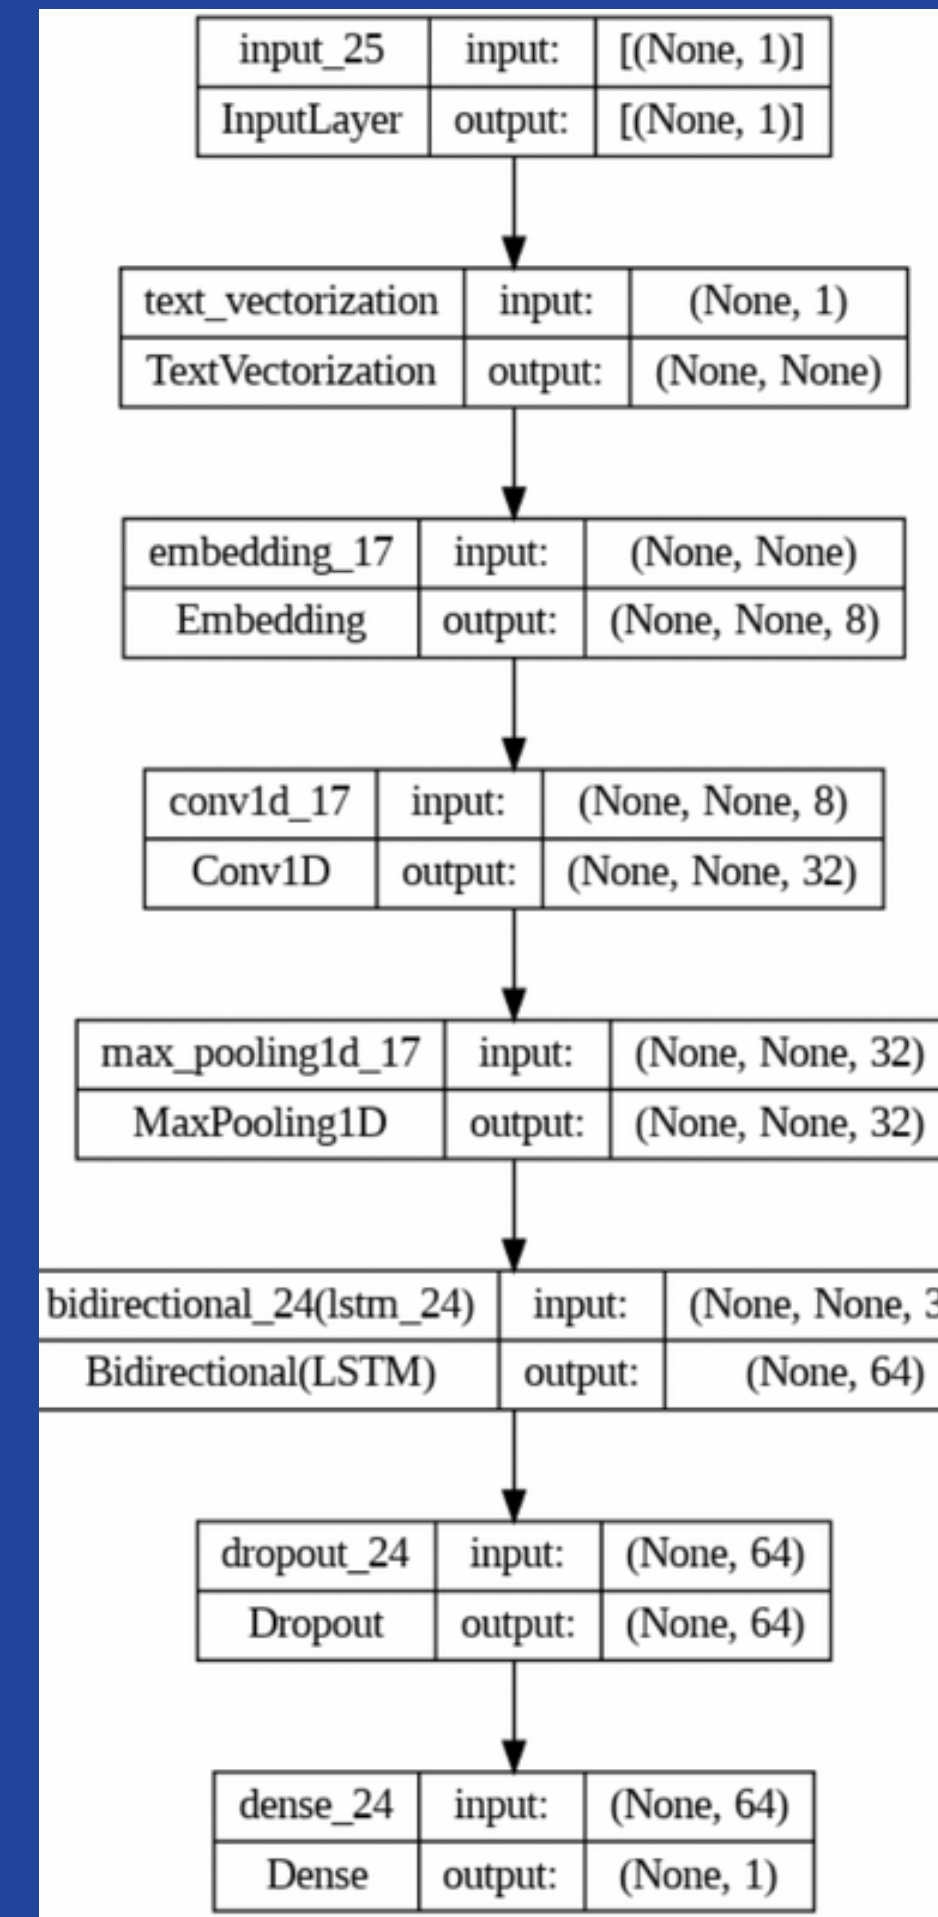 input_25 input: [(None, 1)]
InputLayer output: [(None, 1)]
text_vectorization input: (None, 1)
TextVectorization output: (None, None)
embedding_17 input: (None, None)
Embedding output: (None, None, 8)
conv1d_17 input: (None, None, 8)
Conv1D output: (None, None, 32)
max_pooling1d_17 input: (None, None, 32)
MaxPooling1D output: (None, None, 32)
bidirectional_24(lstm_24) input: (None, None, 3
Bidirectional(LSTM) output: (None, 64)
dropout_24 input: (None, 64)
Dropout output: (None, 64)
dense_24 input: (None, 64)
Dense output: (None, 1)